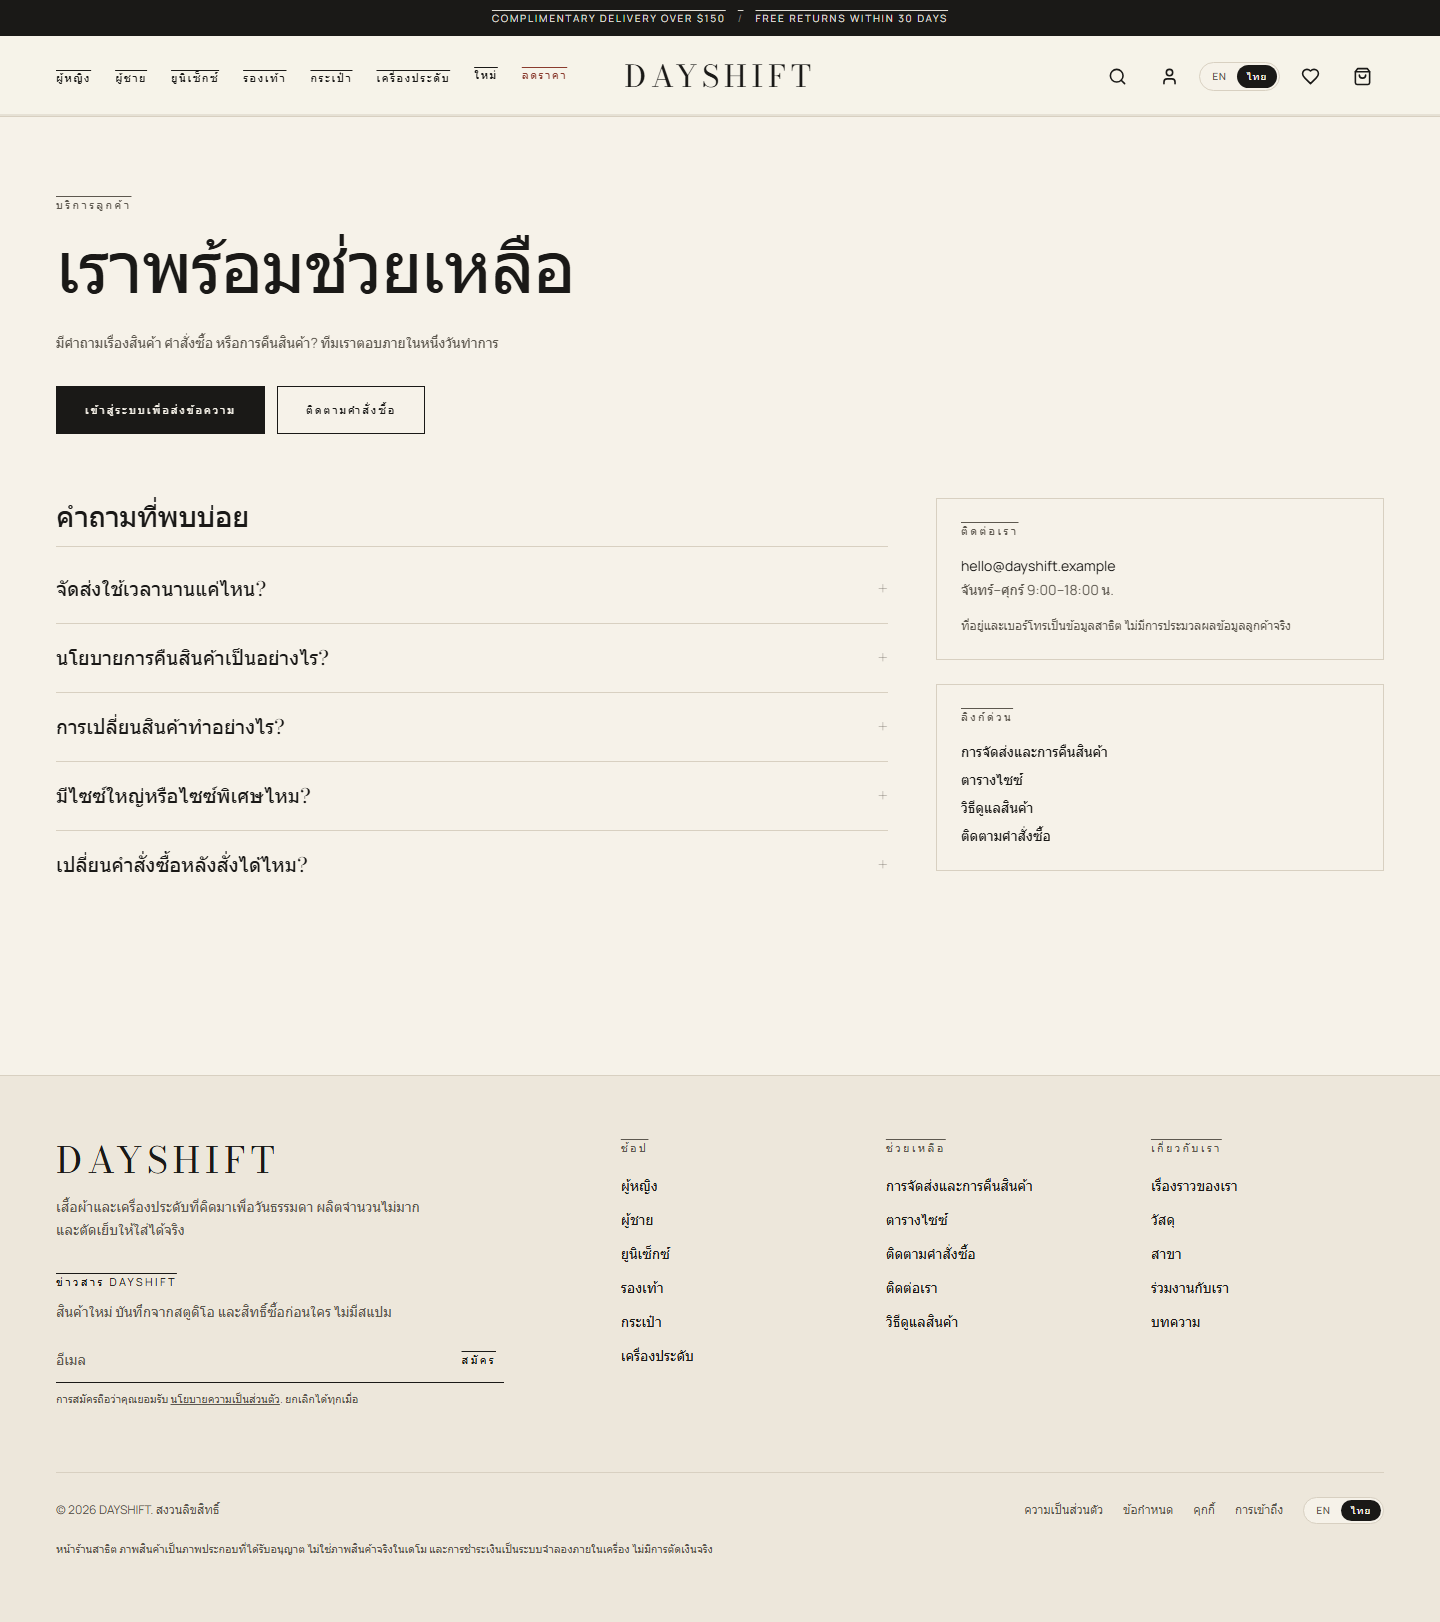 COMPLIMENTARY DELIVERY OVER $150 / FREE RETURNS WITHIN 30 DAYS
ผู้หญิง ผู้ชาย ยูนิเซ็กซ์ รองเท้า กระเป๋า เครื่องประดับ ใหม่ ลดราคา DAYSHIFT EN ไทย
บริการลูกค้า
เราพร้อมช่วยเหลือ
มีคำถามเรื่องสินค้า คำสั่งซื้อ หรือการคืนสินค้า? ทีมเราตอบภายในหนึ่งวันทำการ
เข้าสู่ระบบเพื่อส่งข้อความ ติดตามคำสั่งซื้อ
คำถามที่พบบ่อย
จัดส่งใช้เวลานานแค่ไหน? +
นโยบายการคืนสินค้าเป็นอย่างไร? +
การเปลี่ยนสินค้าทำอย่างไร? +
มีไซซ์ใหญ่หรือไซซ์พิเศษไหม? +
เปลี่ยนคำสั่งซื้อหลังสั่งได้ไหม? +
ติดต่อเรา
hello@dayshift.example
จันทร์–ศุกร์ 9:00–18:00 น.
ที่อยู่และเบอร์โทรเป็นข้อมูลสาธิต ไม่มีการประมวลผลข้อมูลลูกค้าจริง
ลิงก์ด่วน
การจัดส่งและการคืนสินค้า
ตารางไซซ์
วิธีดูแลสินค้า
ติดตามคำสั่งซื้อ
DAYSHIFT
เสื้อผ้าและเครื่องประดับที่คิดมาเพื่อวันธรรมดา ผลิตจำนวนไม่มาก
และตัดเย็บให้ใส่ได้จริง
ข่าวสาร DAYSHIFT
สินค้าใหม่ บันทึกจากสตูดิโอ และสิทธิ์ซื้อก่อนใคร ไม่มีสแปม
อีเมล สมัคร
การสมัครถือว่าคุณยอมรับ นโยบายความเป็นส่วนตัว. ยกเลิกได้ทุกเมื่อ
ช้อป
ผู้หญิง
ผู้ชาย
ยูนิเซ็กซ์
รองเท้า
กระเป๋า
เครื่องประดับ
ช่วยเหลือ
การจัดส่งและการคืนสินค้า
ตารางไซซ์
ติดตามคำสั่งซื้อ
ติดต่อเรา
วิธีดูแลสินค้า
เกี่ยวกับเรา
เรื่องราวของเรา
วัสดุ
สาขา
ร่วมงานกับเรา
บทความ
© 2026 DAYSHIFT. สงวนลิขสิทธิ์ ความเป็นส่วนตัว ข้อกำหนด คุกกี้ การเข้าถึง EN ไทย
หน้าร้านสาธิต ภาพสินค้าเป็นภาพประกอบที่ได้รับอนุญาต ไม่ใช่ภาพสินค้าจริงในเดโม และการชำระเงินเป็นระบบจำลองภายในเครื่อง ไม่มีการตัดเงินจริง